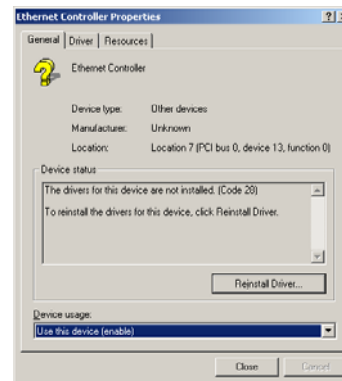 Ethernet Controller Properties
General Driver Resources
Ethernet Controller
Device type: Other devices
Manufacturer: Unknown
Location: Location 7 (PCI bus 0, device 13, function 0)
Device status
The drivers for this device are not installed. (Code 28)
To reinstall the drivers for this device, click Reinstall Driver.
Reinstall Driver...
Device usage:
Use this device (enable)
Close Cancel